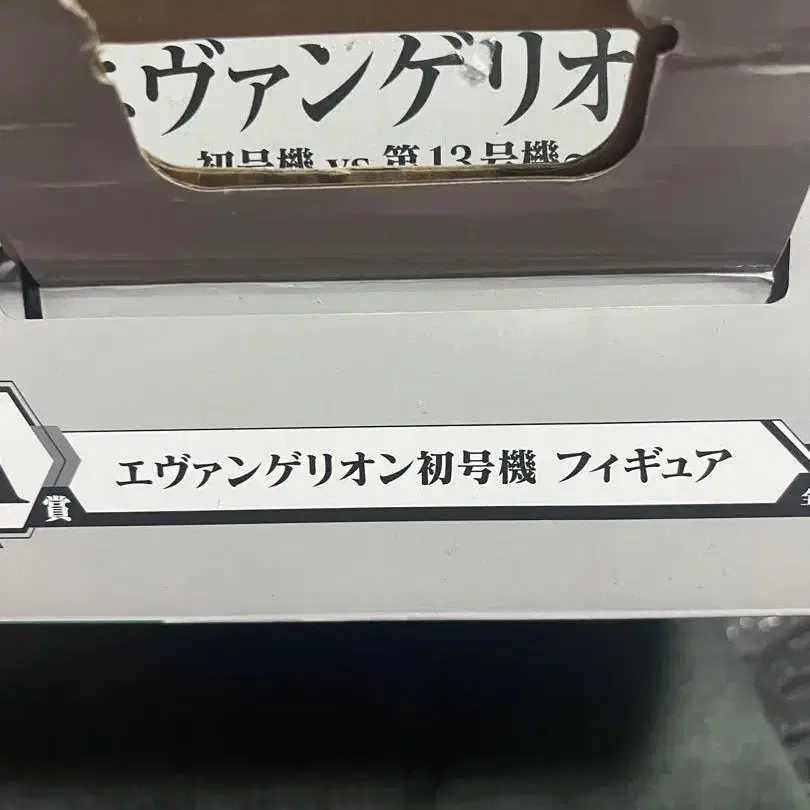 ヴァンゲリオ
初号機 vs 第13号機
エヴァンゲリオン初号機 フィギュア
賞